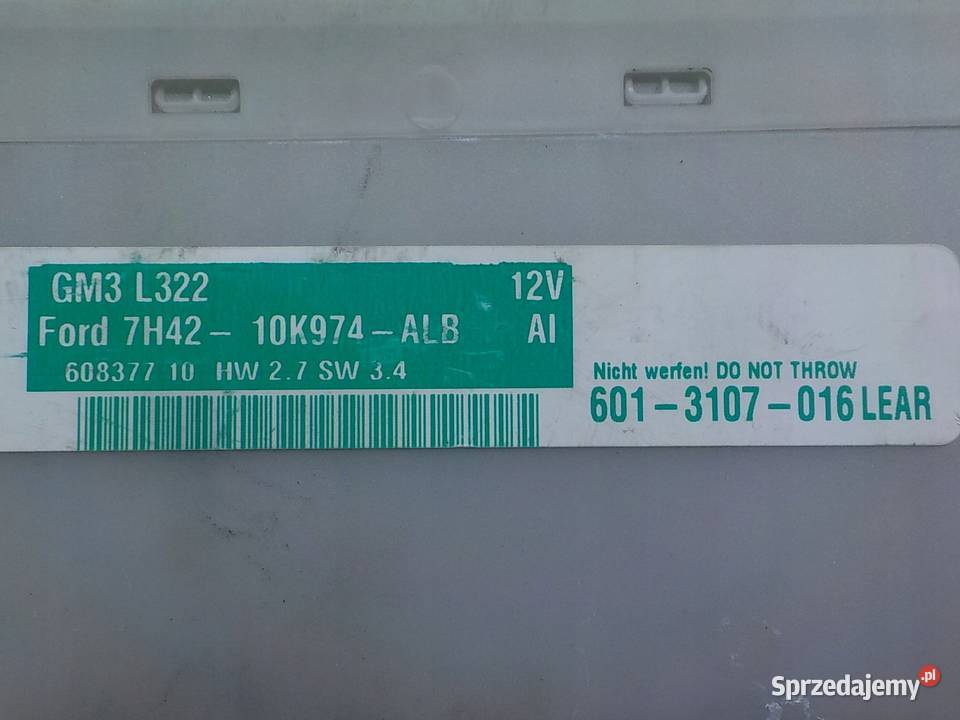 GM3 L322 12V
Ford 7H42-10K974-ALB AI
608377 10 HW 2.7 SW 3.4
Nicht werfen! DO NOT THROW
601-3107-016 LEAR
Sprzedajemy.pl